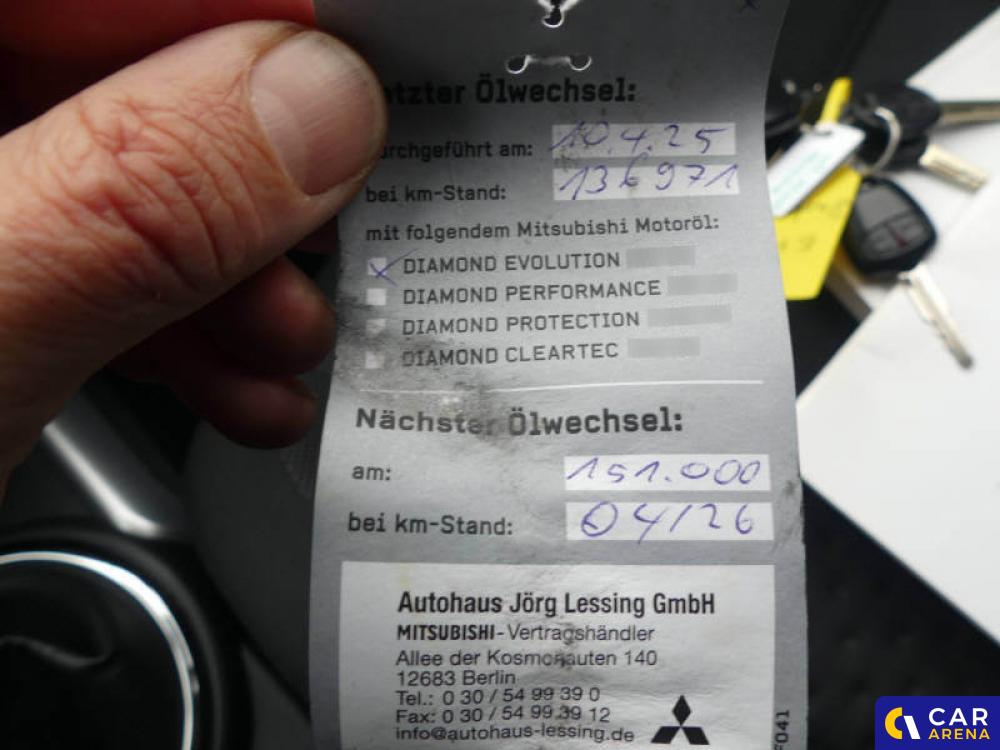 Ölwechsel:
durchgeführt am: 10.4.25
bei km-Stand: 136971
mit folgendem Mitsubishi Motoröl:
DIAMOND EVOLUTION
DIAMOND PERFORMANCE
DIAMOND PROTECTION
DIAMOND CLEARTEC
Nächster Ölwechsel:
am: 151.000
bei km-Stand: 04/26
Autohaus Jörg Lessing GmbH
MITSUBISHI-Vertragshändler
Allee der Kosmonauten 140
12683 Berlin
Tel.: 0 30 / 54 99 39 0
Fax: 0 30 / 54 99 39 12
info@autohaus-lessing.de
F041
CAR
ARENA